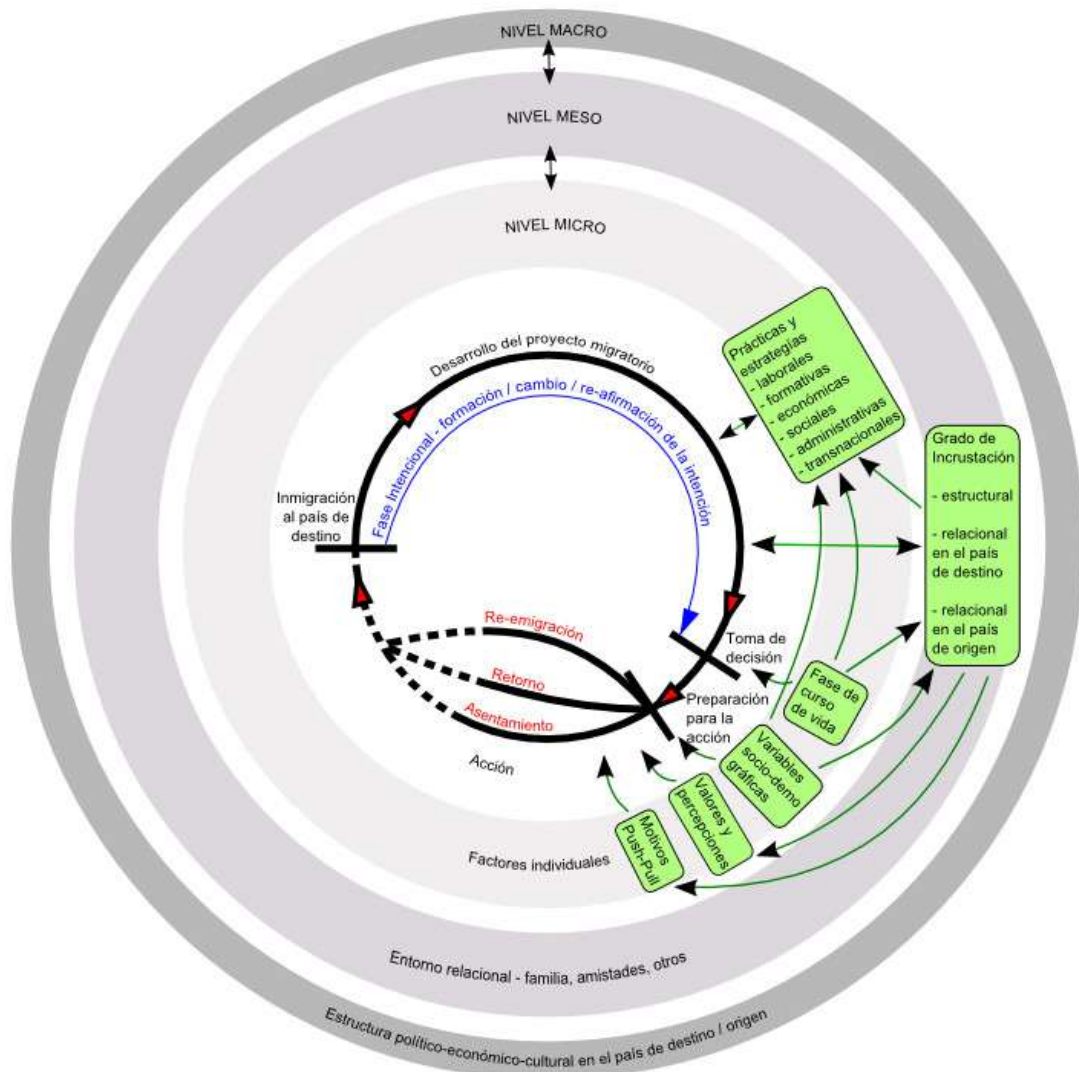 NIVEL MACRO
NIVEL MESO
NIVEL MICRO
Desarrollo del proyecto migratorio
Fase Intencional - formación / cambio / re-afirmación de la intención
Inmigración
al país de
destino
Prácticas y
estrategías
- laborales
- formativas
- económicas
- sociales
- administrativas
- transnacionales
Grado de
Incrustación
- estructural
- relacional
en el país
de destino
- relacional
en el país
de origen
Toma de
decisión
Preparación
para la
acción
Re-emigración
Retorno
Asentamiento
Acción
Fase de
curso
de vida
Variables
socio-demo
gráficas
Valores y
percepciones
Motivos
Push-Pull
Factores individuales
Entorno relacional - familia, amistades, otros
Estructura político-económico-cultural en el país de destino / origen